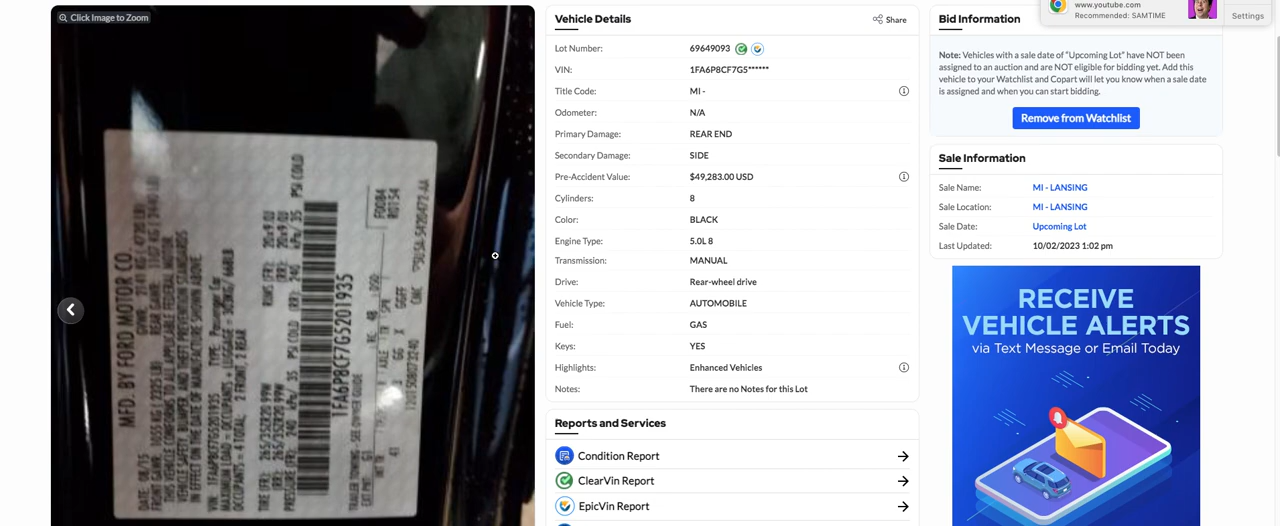 Click Image to Zoom
MFD. BY FORD MOTOR CO.
DATE: 08/15
VIN: 1FA6P8CF7G5201935
TYPE: Passenger Car
1FA6P8CF7G5201935
Vehicle Details
Share
Lot Number: 69649093
VIN: 1FA6P8CF7G5******
Title Code: MI -
Odometer: N/A
Primary Damage: REAR END
Secondary Damage: SIDE
Pre-Accident Value: $49,283.00 USD
Cylinders: 8
Color: BLACK
Engine Type: 5.0L 8
Transmission: MANUAL
Drive: Rear-wheel drive
Vehicle Type: AUTOMOBILE
Fuel: GAS
Keys: YES
Highlights: Enhanced Vehicles
Notes: There are no Notes for this Lot
Reports and Services
Condition Report
ClearVin Report
EpicVin Report
www.youtube.com
Recommended: SAMTIME
Settings
Bid Information
Note: Vehicles with a sale date of "Upcoming Lot" have NOT been
assigned to an auction and are NOT eligible for bidding yet. Add this
vehicle to your Watchlist and Copart will let you know when a sale date
is assigned and when you can start bidding.
Remove from Watchlist
Sale Information
Sale Name: MI - LANSING
Sale Location: MI - LANSING
Sale Date: Upcoming Lot
Last Updated: 10/02/2023 1:02 pm
RECEIVE
VEHICLE ALERTS
via Text Message or Email Today